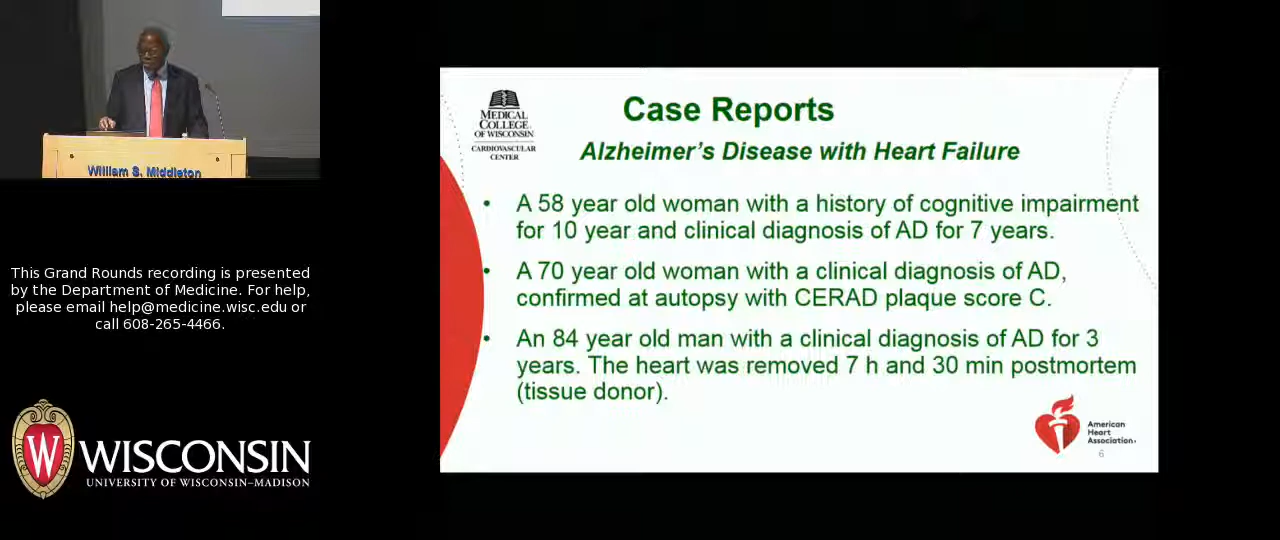 William S. Middleton
This Grand Rounds recording is presented
by the Department of Medicine. For help,
please email help@medicine.wisc.edu or
call 608-265-4466.
W
WISCONSIN
UNIVERSITY OF WISCONSIN–MADISON
MEDICAL
COLLEGE
OF WISCONSIN
CARDIOVASCULAR
CENTER
Case Reports
Alzheimer's Disease with Heart Failure
• A 58 year old woman with a history of cognitive impairment
for 10 year and clinical diagnosis of AD for 7 years.
• A 70 year old woman with a clinical diagnosis of AD,
confirmed at autopsy with CERAD plaque score C.
• An 84 year old man with a clinical diagnosis of AD for 3
years. The heart was removed 7 h and 30 min postmortem
(tissue donor).
American
Heart
Association.
6